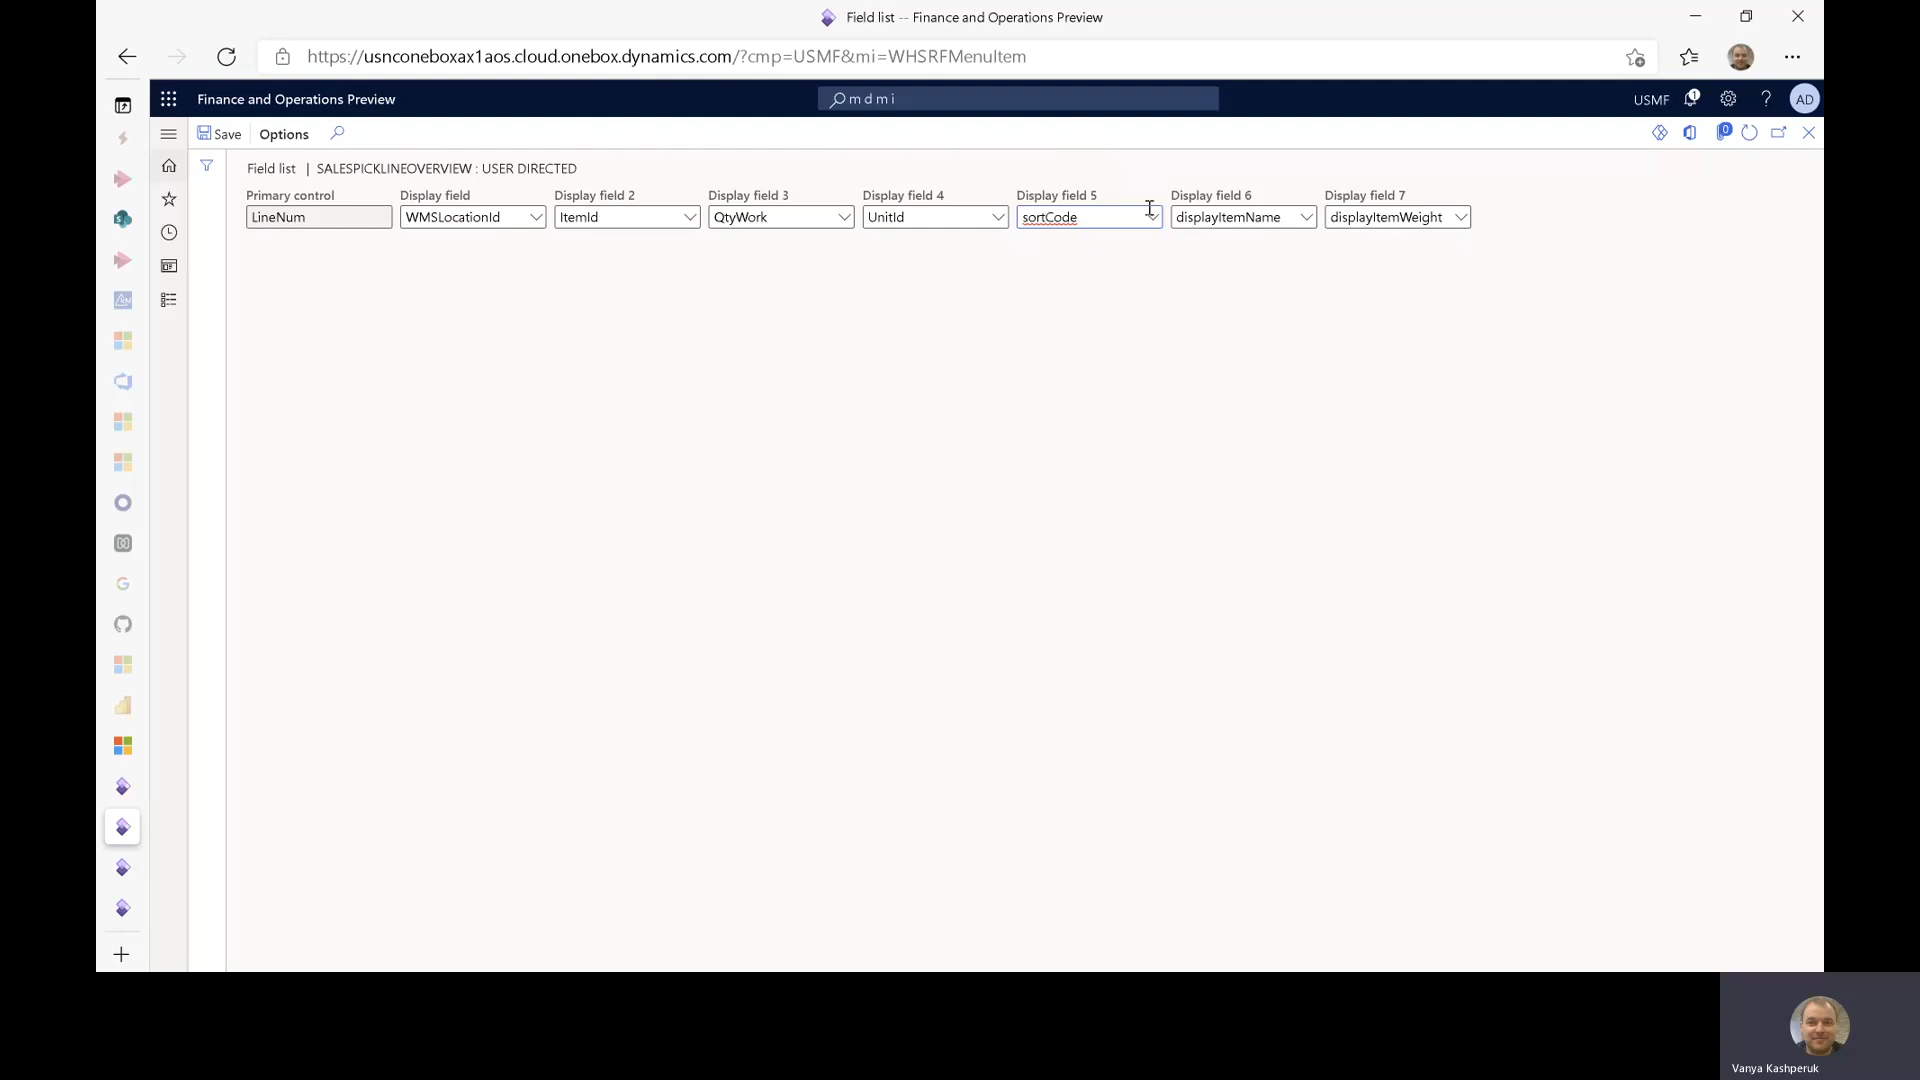 Field list -- Finance and Operations Preview
https://usnconeboxax1aos.cloud.onebox.dynamics.com/?cmp=USMF&mi=WHSRFMenuItem
Finance and Operations Preview
mdmi
USMF
1
?
AD
Save
Options
0
Field list | SALESPICKLINEOVERVIEW : USER DIRECTED
Primary control Display field Display field 2 Display field 3 Display field 4 Display field 5 Display field 6 Display field 7
LineNum WMSLocationId ItemId QtyWork UnitId sortCode displayItemName displayItemWeight
Vanya Kashperuk